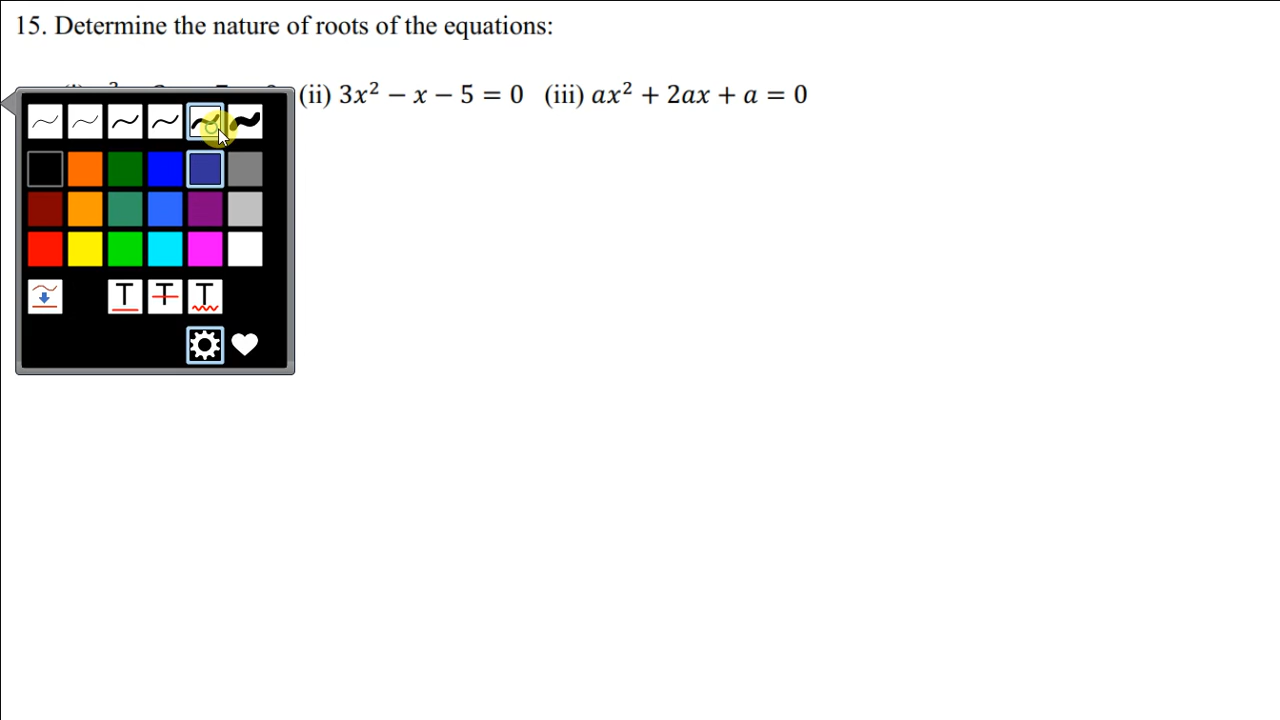 15. Determine the nature of roots of the equations:
(ii) 3x² − x − 5 = 0 (iii) ax² + 2ax + a = 0
T T T